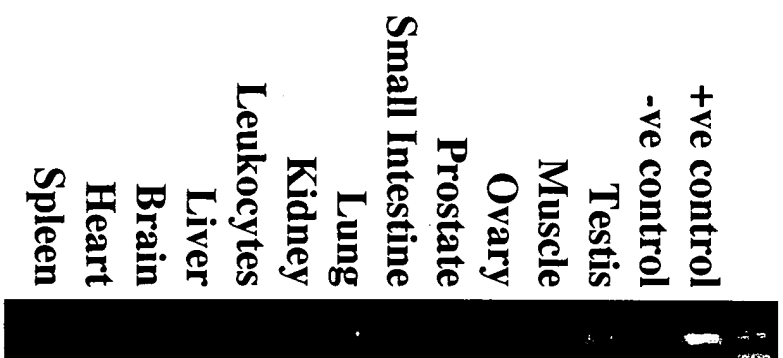 Spleen
Heart
Brain
Liver
Leukocytes
Kidney
Lung
Small Intestine
Prostate
Ovary
Muscle
Testis
-ve control
+ve control